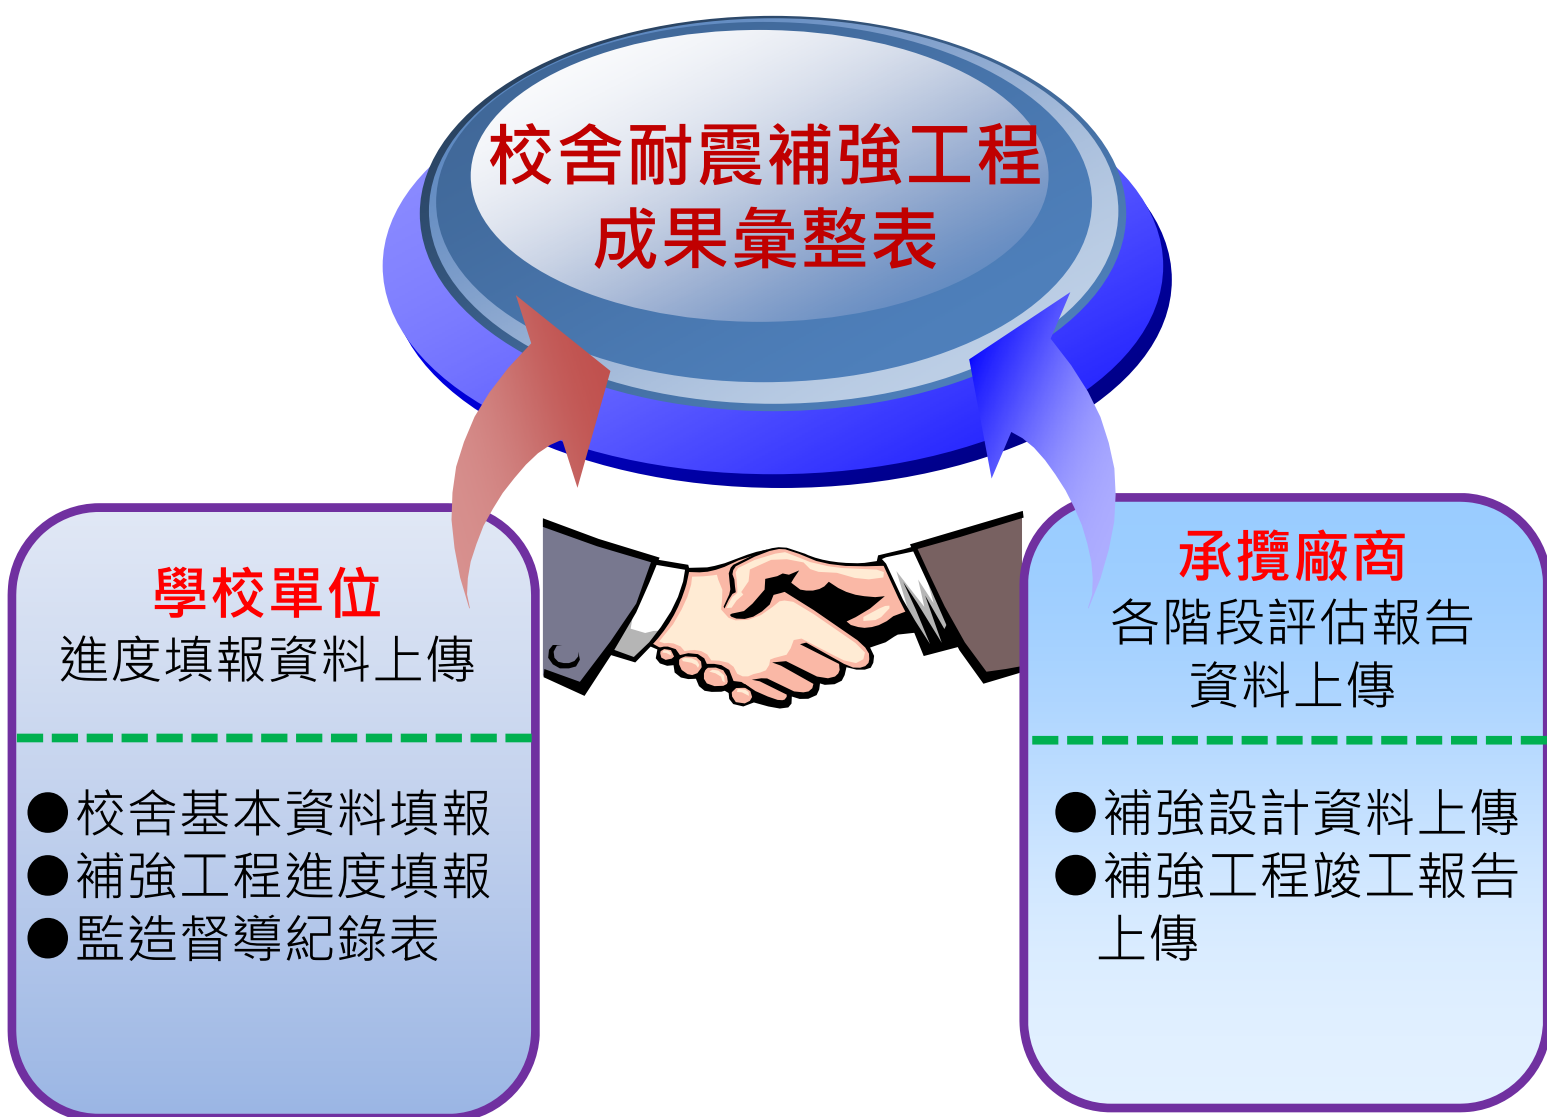 校舍耐震補強工程
成果彙整表
學校單位
進度填報資料上傳
●校舍基本資料填報
●補強工程進度填報
●監造督導紀錄表
承攬廠商
各階段評估報告
資料上傳
●補強設計資料上傳
●補強工程竣工報告
上傳